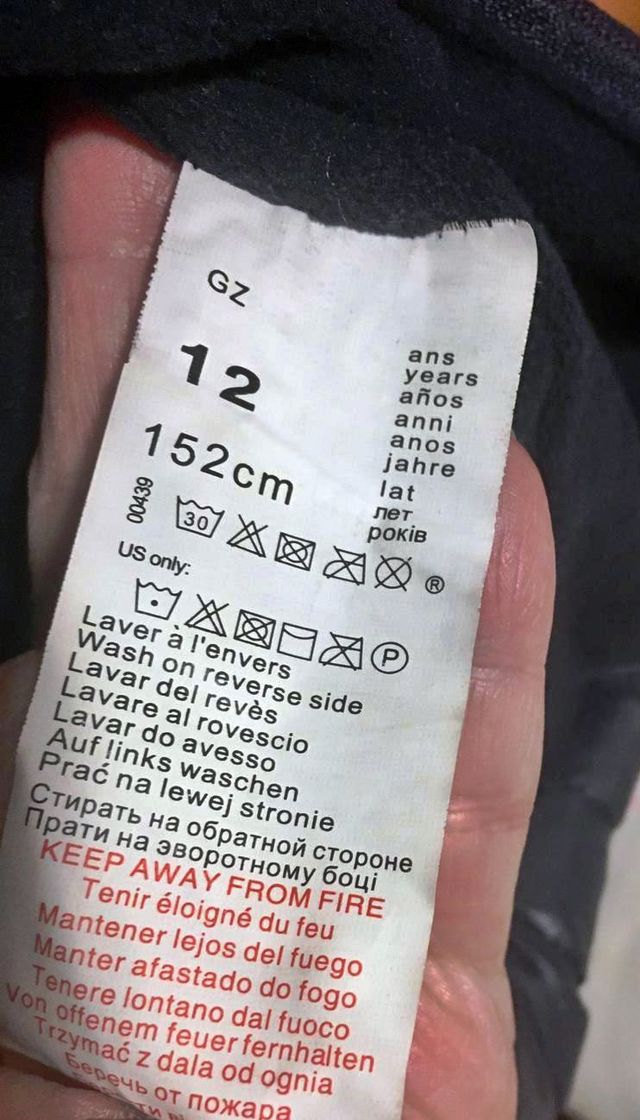 GZ
12
152cm
ans
years
años
anni
anos
jahre
lat
лет
років
00439
30
®
US only:
P
Laver à l'envers
Wash on reverse side
Lavar del revès
Lavare al rovescio
Lavar do avesso
Auf links waschen
Prać na lewej stronie
Стирать на обратной стороне
Прати на зворотному боці
KEEP AWAY FROM FIRE
Tenir éloigné du feu
Mantener lejos del fuego
Manter afastado do fogo
Tenere lontano dal fuoco
Von offenem feuer fernhalten
Trzymać z dala od ognia
Беречь от пожара